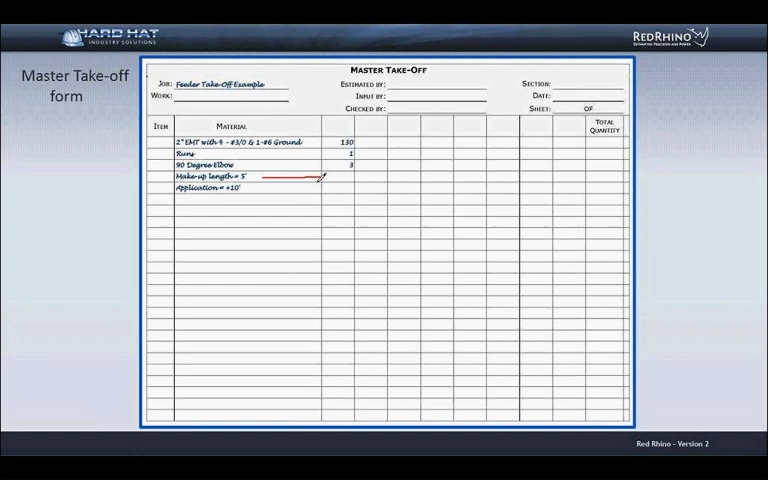 HARD HAT
INDUSTRY SOLUTIONS
REDRHINO
ESTIMATING PRECISION AND POWER
Master Take-off
form
MASTER TAKE-OFF
JOB: Feeder Take-Off Example ESTIMATED BY: SECTION:
WORK: INPUT BY: DATE:
CHECKED BY: SHEET: OF
ITEM MATERIAL TOTAL QUANTITY
2" EMT with 4 - #3/0 & 1-#6 Ground 130
Runs 1
90 Degree Elbow 3
Make-up length = 5'
Application = +10'
Red Rhino - Version 2